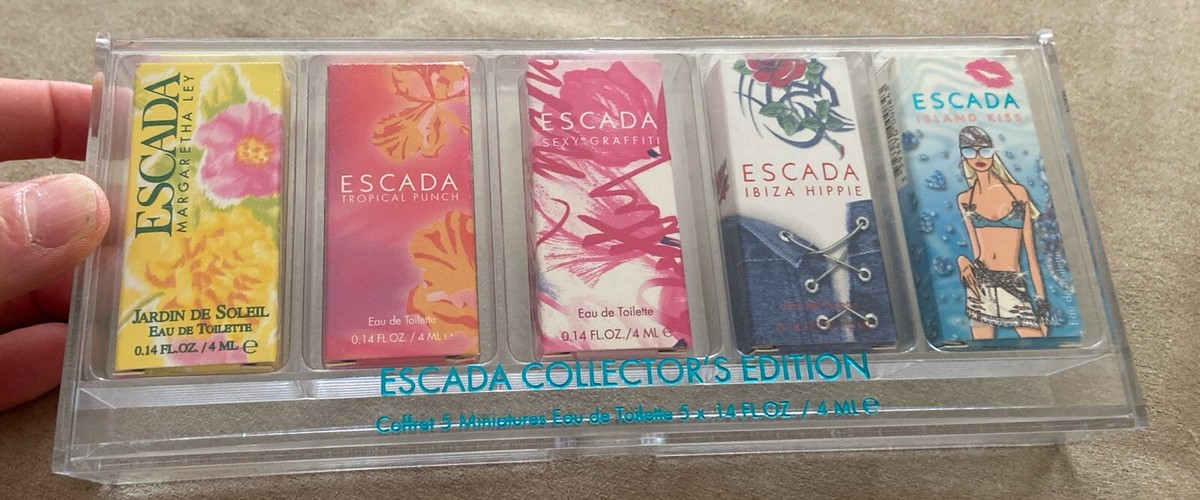 ESCADA
MARGARETHA LEY
JARDIN DE SOLEIL
EAU DE TOILETTE
0.14 FL.OZ. / 4 ML e
ESCADA
TROPICAL PUNCH
Eau de Toilette
0.14 FL.OZ. / 4 ML e
ESCADA
SEXY GRAFFITI
Eau de Toilette
0.14 FL.OZ. / 4 ML e
ESCADA
IBIZA HIPPIE
ESCADA
ISLAND KISS
ESCADA COLLECTOR'S EDITION
Coffret 5 Miniatures Eau de Toilette 5 x .14 FL.OZ. / 4 ML e